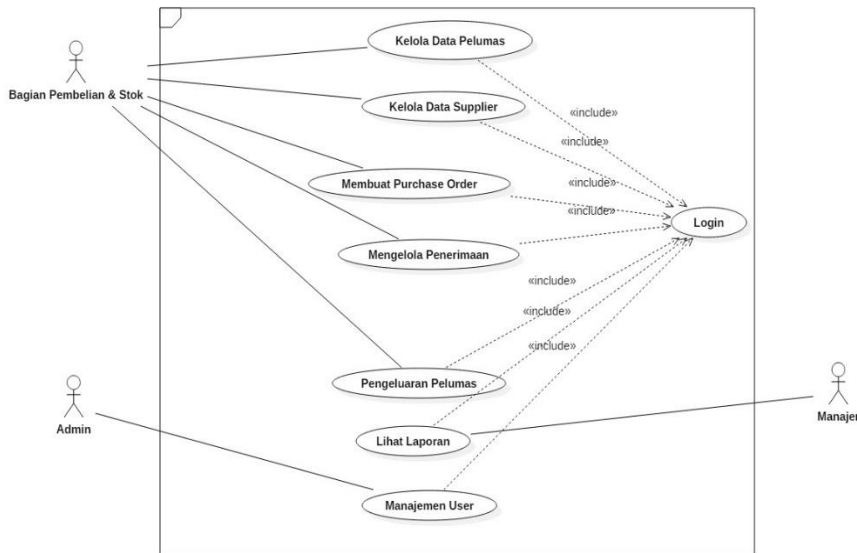 Kelola Data Pelumas
Bagian Pembelian & Stok
Kelola Data Supplier
«include»
«include»
Membuat Purchase Order
«include»
«include»
Login
Mengelola Penerimaan
«include»
«include»
«include»
Pengeluaran Pelumas
Admin
Lihat Laporan
Manajer
Manajemen User